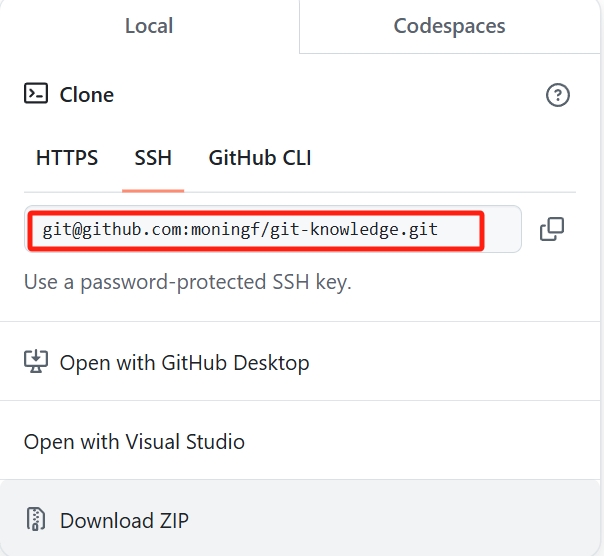 Local Codespaces
Clone
HTTPS SSH GitHub CLI
git@github.com:moningf/git-knowledge.git
Use a password-protected SSH key.
Open with GitHub Desktop
Open with Visual Studio
Download ZIP